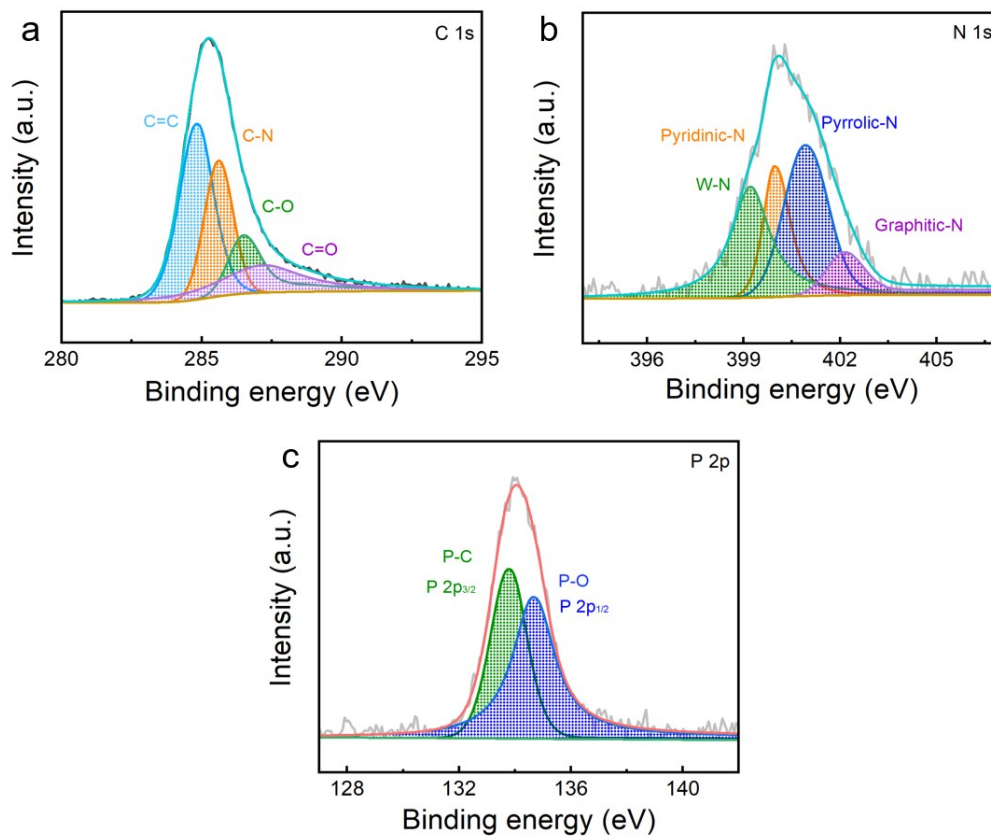 a
C 1s
C=C
C-N
C-O
C=O
Intensity (a.u.)
280
285
290
295
Binding energy (eV)
b
N 1s
Pyridinic-N
Pyrrolic-N
W-N
Graphitic-N
Intensity (a.u.)
396
399
402
405
Binding energy (eV)
c
P 2p
P-C
P 2p3/2
P-O
P 2p1/2
Intensity (a.u.)
128
132
136
140
Binding energy (eV)